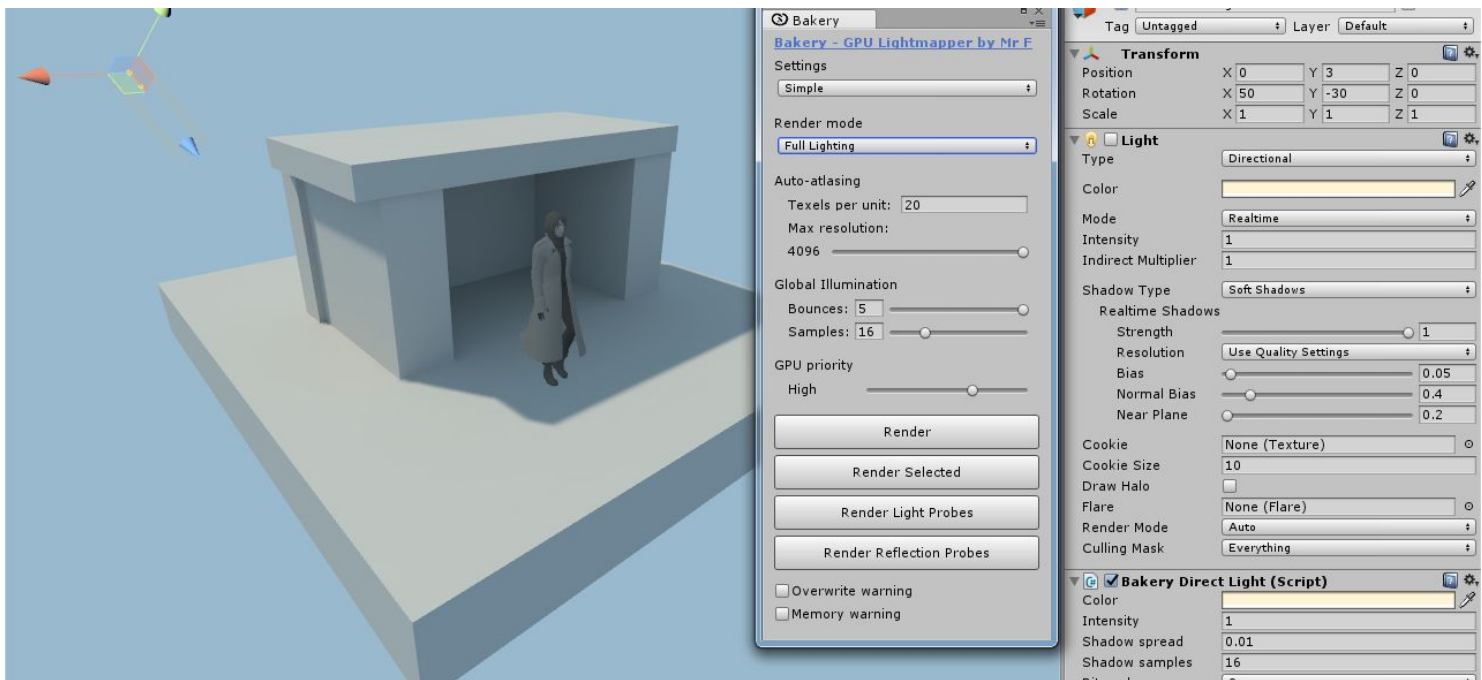 Bakery
Bakery - GPU Lightmapper by Mr F
Settings
Simple
Render mode
Full Lighting
Auto-atlasing
Texels per unit: 20
Max resolution:
4096
Global Illumination
Bounces: 5
Samples: 16
GPU priority
High
Render
Render Selected
Render Light Probes
Render Reflection Probes
Overwrite warning
Memory warning
Tag Untagged Layer Default
Transform
Position X 0 Y 3 Z 0
Rotation X 50 Y -30 Z 0
Scale X 1 Y 1 Z 1
Light
Type Directional
Color
Mode Realtime
Intensity 1
Indirect Multiplier 1
Shadow Type Soft Shadows
Realtime Shadows
Strength 1
Resolution Use Quality Settings
Bias 0.05
Normal Bias 0.4
Near Plane 0.2
Cookie None (Texture)
Cookie Size 10
Draw Halo
Flare None (Flare)
Render Mode Auto
Culling Mask Everything
Bakery Direct Light (Script)
Color
Intensity 1
Shadow spread 0.01
Shadow samples 16